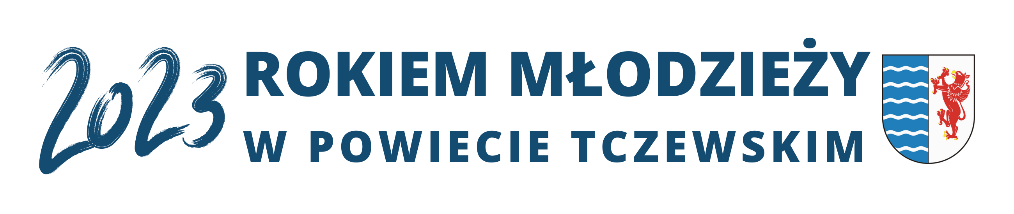 2023 ROKIEM MŁODZIEŻY
W POWIECIE TCZEWSKIM